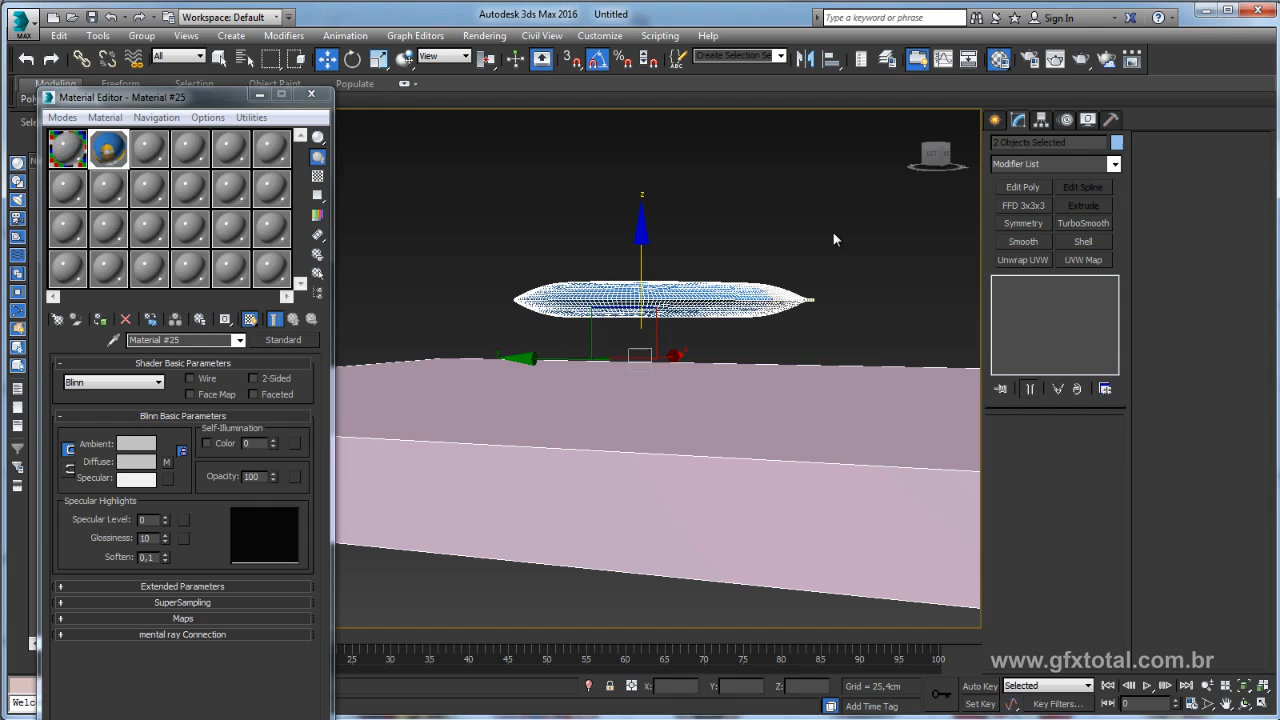 Workspace: Default
Autodesk 3ds Max 2016
Untitled
Type a keyword or phrase
Sign In
MAX
Edit
Tools
Group
Views
Create
Modifiers
Animation
Graph Editors
Rendering
Civil View
Customize
Scripting
Help
All
View
Create Selection Se
Modeling
Freeform
Selection
Object Paint
Populate
Material Editor - Material #25
Modes
Material
Navigation
Options
Utilities
Material #25
Standard
Shader Basic Parameters
Blinn
Wire
2-Sided
Face Map
Faceted
Blinn Basic Parameters
Self-Illumination
Ambient:
Color
0
Diffuse:
M
Specular:
Opacity:
100
Specular Highlights
Specular Level:
0
Glossiness:
10
Soften:
0,1
Extended Parameters
SuperSampling
Maps
mental ray Connection
z
2 Objects Selected
Modifier List
Edit Poly
Edit Spline
FFD 3x3x3
Extrude
Symmetry
TurboSmooth
Smooth
Shell
Unwrap UVW
UVW Map
25
30
35
40
45
50
55
60
65
70
75
80
85
90
95
100
www.gfxtotal.com.br
Welc
X:
Y:
Z:
Grid = 25,4cm
Add Time Tag
Auto Key
Selected
Set Key
Key Filters...
0